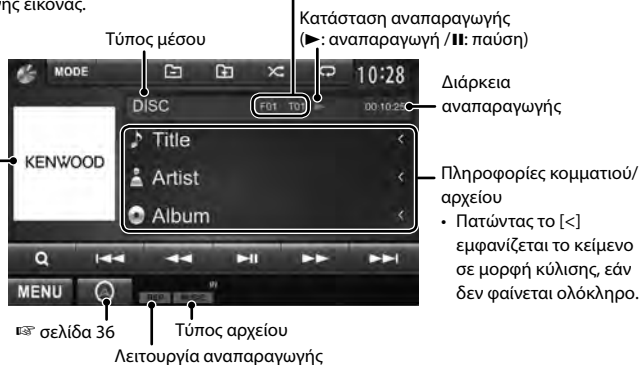 ης εικόνας.
Κατάσταση αναπαραγωγής
(►: αναπαραγωγή /II: παύση)
Τύπος μέσου
MODE
10:28
Διάρκεια
αναπαραγωγής
DISC
F01 T01
00:10:25
Title
KENWOOD
Artist
Album
Πληροφορίες κομματιού/
αρχείου
• Πατώντας το [<]
εμφανίζεται το κείμενο
σε μορφή κύλισης, εάν
δεν φαίνεται ολόκληρο.
MENU
IN
☞ σελίδα 36
Τύπος αρχείου
Λειτουργία αναπαραγωγής